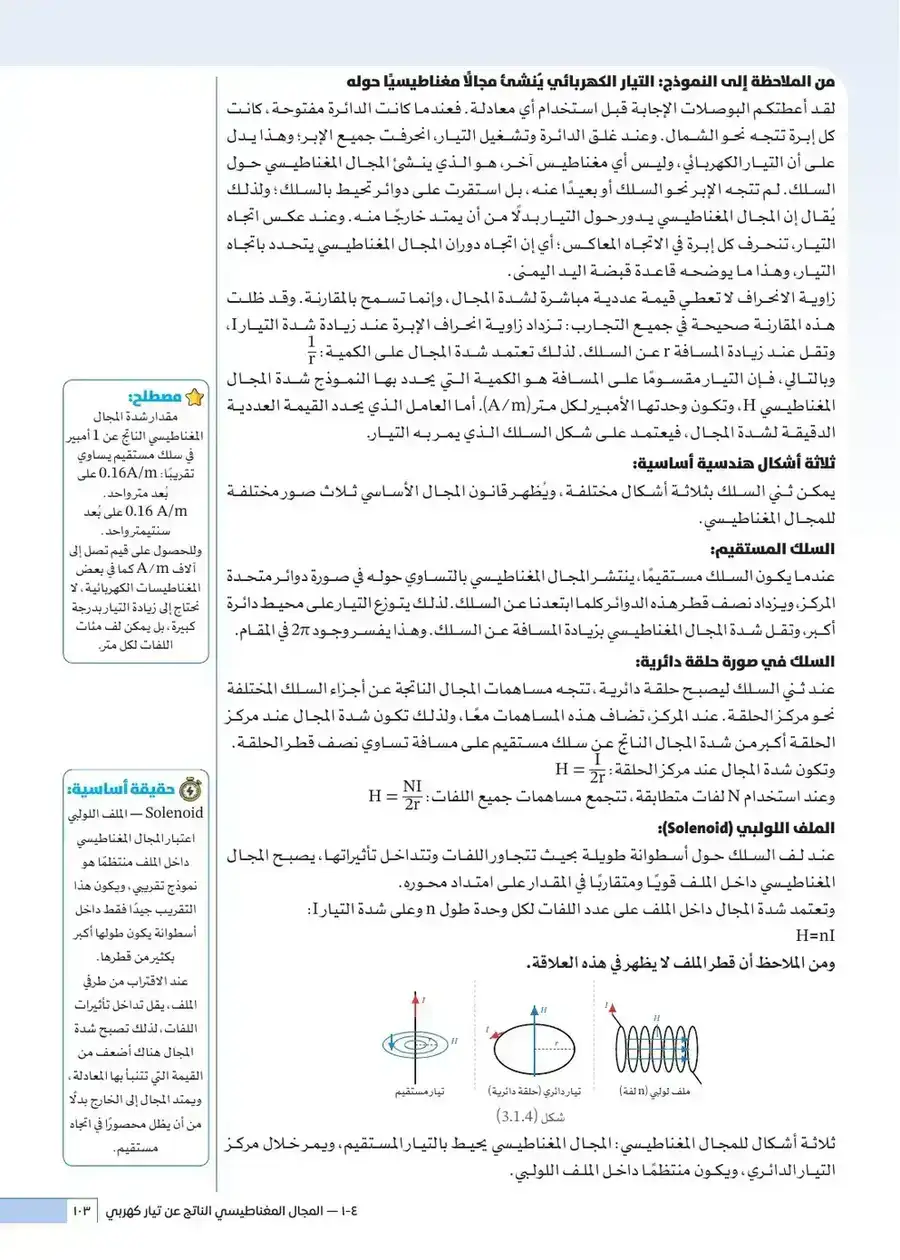 من الملاحظة إلى النموذج: التيار الكهربائي يُنشئ مجالًا مغناطيسيًا حوله
لقد أعطتكم البوصلات الإجابة قبل استخدام أي معادلة. فعندما كانت الدائرة مفتوحة، كانت
كل إبرة تتجه نحو الشمال. وعند غلق الدائرة وتشغيل التيار، انحرفت جميع الإبر؛ وهذا يدل
على أن التيار الكهربائي، وليس أي مغناطيس آخر، هو الذي ينشئ المجال المغناطيسي حول
السلك. لم تتجه الإبر نحو السلك أو بعيدًا عنه، بل استقرت على دوائر تحيط بالسلك؛ ولذلك
يُقال إن المجال المغناطيسي يدور حول التيار بدلًا من أن يمتد خارجًا منه. وعند عكس اتجاه
التيار، تنحرف كل إبرة في الاتجاه المعاكس؛ أي إن اتجاه دوران المجال المغناطيسي يتحدد باتجاه
التيار، وهذا ما يوضحه قاعدة قبضة اليد اليمنى.
زاوية الانحراف لا تعطي قيمة عددية مباشرة لشدة المجال، وإنما تسمح بالمقارنة. وقد ظلت
هذه المقارنة صحيحة في جميع التجارب: تزداد زاوية انحراف الإبرة عند زيادة شدة التيار I،
وتقل عند زيادة المسافة r عن السلك. لذلك تعتمد شدة المجال على الكمية: 1/r
وبالتالي، فإن التيار مقسومًا على المسافة هو الكمية التي يحدد بها النموذج شدة المجال
المغناطيسي H، وتكون وحدتها الأمبير لكل متر (A/m). أما العامل الذي يحدد القيمة العددية
الدقيقة لشدة المجال، فيعتمد على شكل السلك الذي يمر به التيار.
ثلاثة أشكال هندسية أساسية:
يمكن ثني السلك بثلاثة أشكال مختلفة، ويُظهر قانون المجال الأساسي ثلاث صور مختلفة
للمجال المغناطيسي.
السلك المستقيم:
عندما يكون السلك مستقيمًا، ينتشر المجال المغناطيسي بالتساوي حوله في صورة دوائر متحدة
المركز، ويزداد نصف قطر هذه الدوائر كلما ابتعدنا عن السلك. لذلك يتوزع التيار على محيط دائرة
أكبر، وتقل شدة المجال المغناطيسي بزيادة المسافة عن السلك. وهذا يفسر وجود 2π في المقام.
السلك في صورة حلقة دائرية:
عند ثني السلك ليصبح حلقة دائرية، تتجه مساهمات المجال الناتجة عن أجزاء السلك المختلفة
نحو مركز الحلقة. عند المركز، تضاف هذه المساهمات معًا، ولذلك تكون شدة المجال عند مركز
الحلقة أكبر من شدة المجال الناتج عن سلك مستقيم على مسافة تساوي نصف قطر الحلقة.
وتكون شدة المجال عند مركز الحلقة: H = I/2r
وعند استخدام N لفات متطابقة، تتجمع مساهمات جميع اللفات: H = NI/2r
الملف اللولبي (Solenoid):
عند لف السلك حول أسطوانة طويلة بحيث تتجاور اللفات وتتداخل تأثيراتها، يصبح المجال
المغناطيسي داخل الملف قويًا ومتقاربًا في المقدار على امتداد محوره.
وتعتمد شدة المجال داخل الملف على عدد اللفات لكل وحدة طول n وعلى شدة التيار I:
H=nI
ومن الملاحظ أن قطر الملف لا يظهر في هذه العلاقة.
I
H
ملف لولبي (n لفة)
I
H
r
تيار دائري (حلقة دائرية)
I
r
H
تيار مستقيم
شكل (3.1.4)
ثلاثة أشكال للمجال المغناطيسي: المجال المغناطيسي يحيط بالتيار المستقيم، ويمر خلال مركز
التيار الدائري، ويكون منتظمًا داخل الملف اللولبي.
مصطلح:
مقدار شدة المجال
المغناطيسي الناتج عن 1 أمبير
في سلك مستقيم يساوي
تقريبًا: 0.16A/m على
بُعد متر واحد.
0.16 A/m على بُعد
سنتيمتر واحد.
وللحصول على قيم تصل إلى
آلاف A/m كما في بعض
المغناطيسات الكهربائية، لا
نحتاج إلى زيادة التيار بدرجة
كبيرة، بل يمكن لف مئات
اللفات لكل متر.
حقيقة أساسية:
Solenoid — الملف اللولبي
اعتبار المجال المغناطيسي
داخل الملف منتظمًا هو
نموذج تقريبي، ويكون هذا
التقريب جيدًا فقط داخل
أسطوانة يكون طولها أكبر
بكثير من قطرها.
عند الاقتراب من طرفي
الملف، يقل تداخل تأثيرات
اللفات، لذلك تصبح شدة
المجال هناك أضعف من
القيمة التي تتنبأ بها المعادلة،
ويمتد المجال إلى الخارج بدلًا
من أن يظل محصورًا في اتجاه
مستقيم.
٤-١ — المجال المغناطيسي الناتج عن تيار كهربي ١٠٣